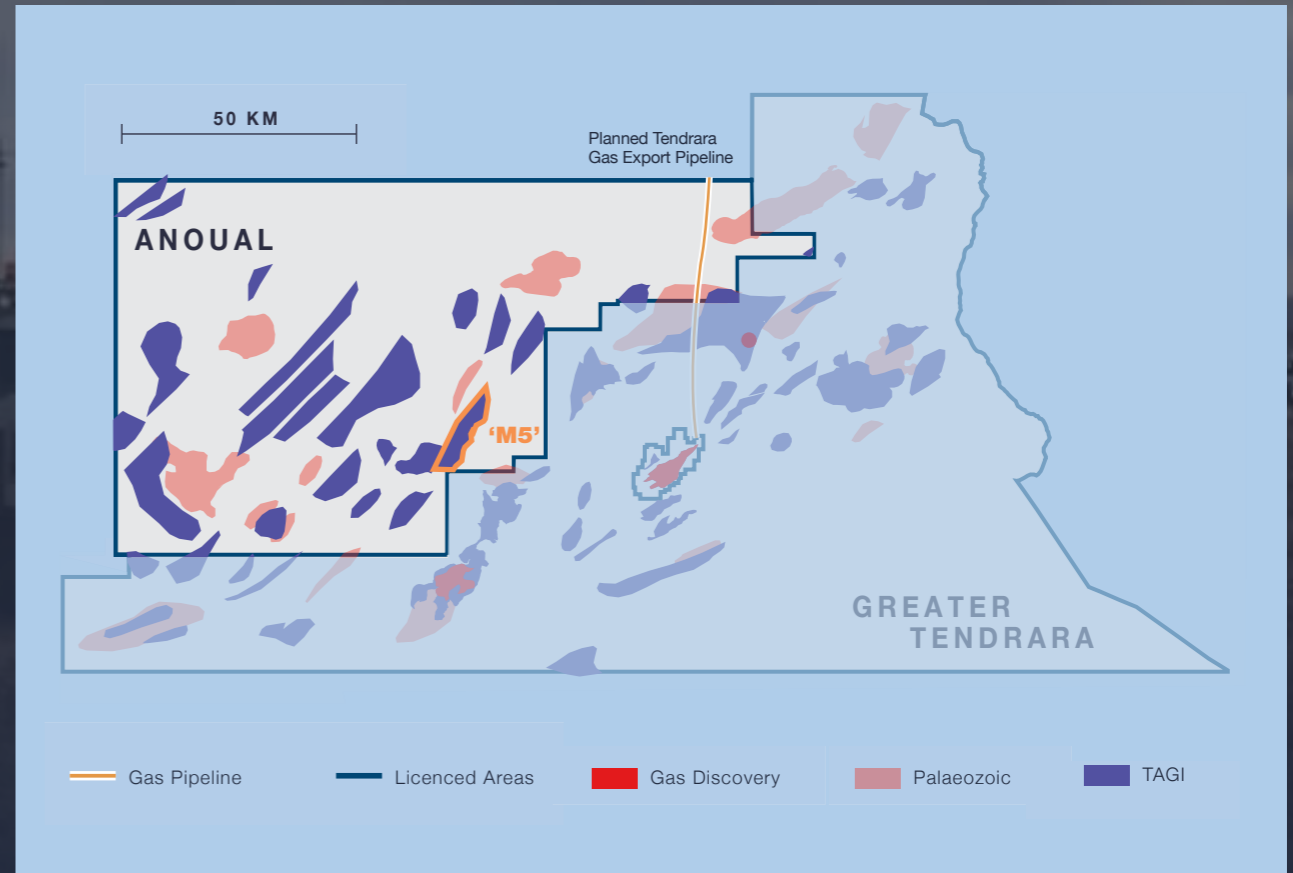 50 KM
Planned Tendrara
Gas Export Pipeline
ANOUAL
'M5'
GREATER
TENDRARA
Gas Pipeline
Licenced Areas
Gas Discovery
Palaeozoic
TAGI